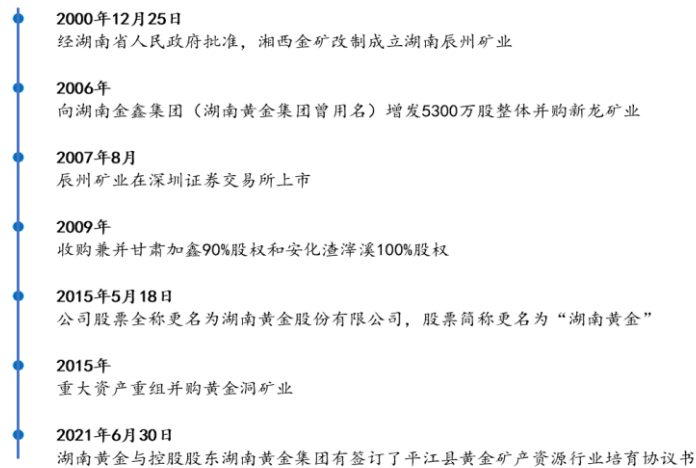 2000年12月25日
经湖南省人民政府批准，湘西金矿改制成立湖南辰州矿业
2006年
向湖南金鑫集团（湖南黄金集团曾用名）增发5300万股整体并购新龙矿业
2007年8月
辰州矿业在深圳证券交易所上市
2009年
收购兼并甘肃加鑫90%股权和安化渣滓溪100%股权
2015年5月18日
公司股票全称更名为湖南黄金股份有限公司，股票简称更名为“湖南黄金”
2015年
重大资产重组并购黄金洞矿业
2021年6月30日
湖南黄金与控股股东湖南黄金集团有签订了平江县黄金矿产资源行业培育协议书